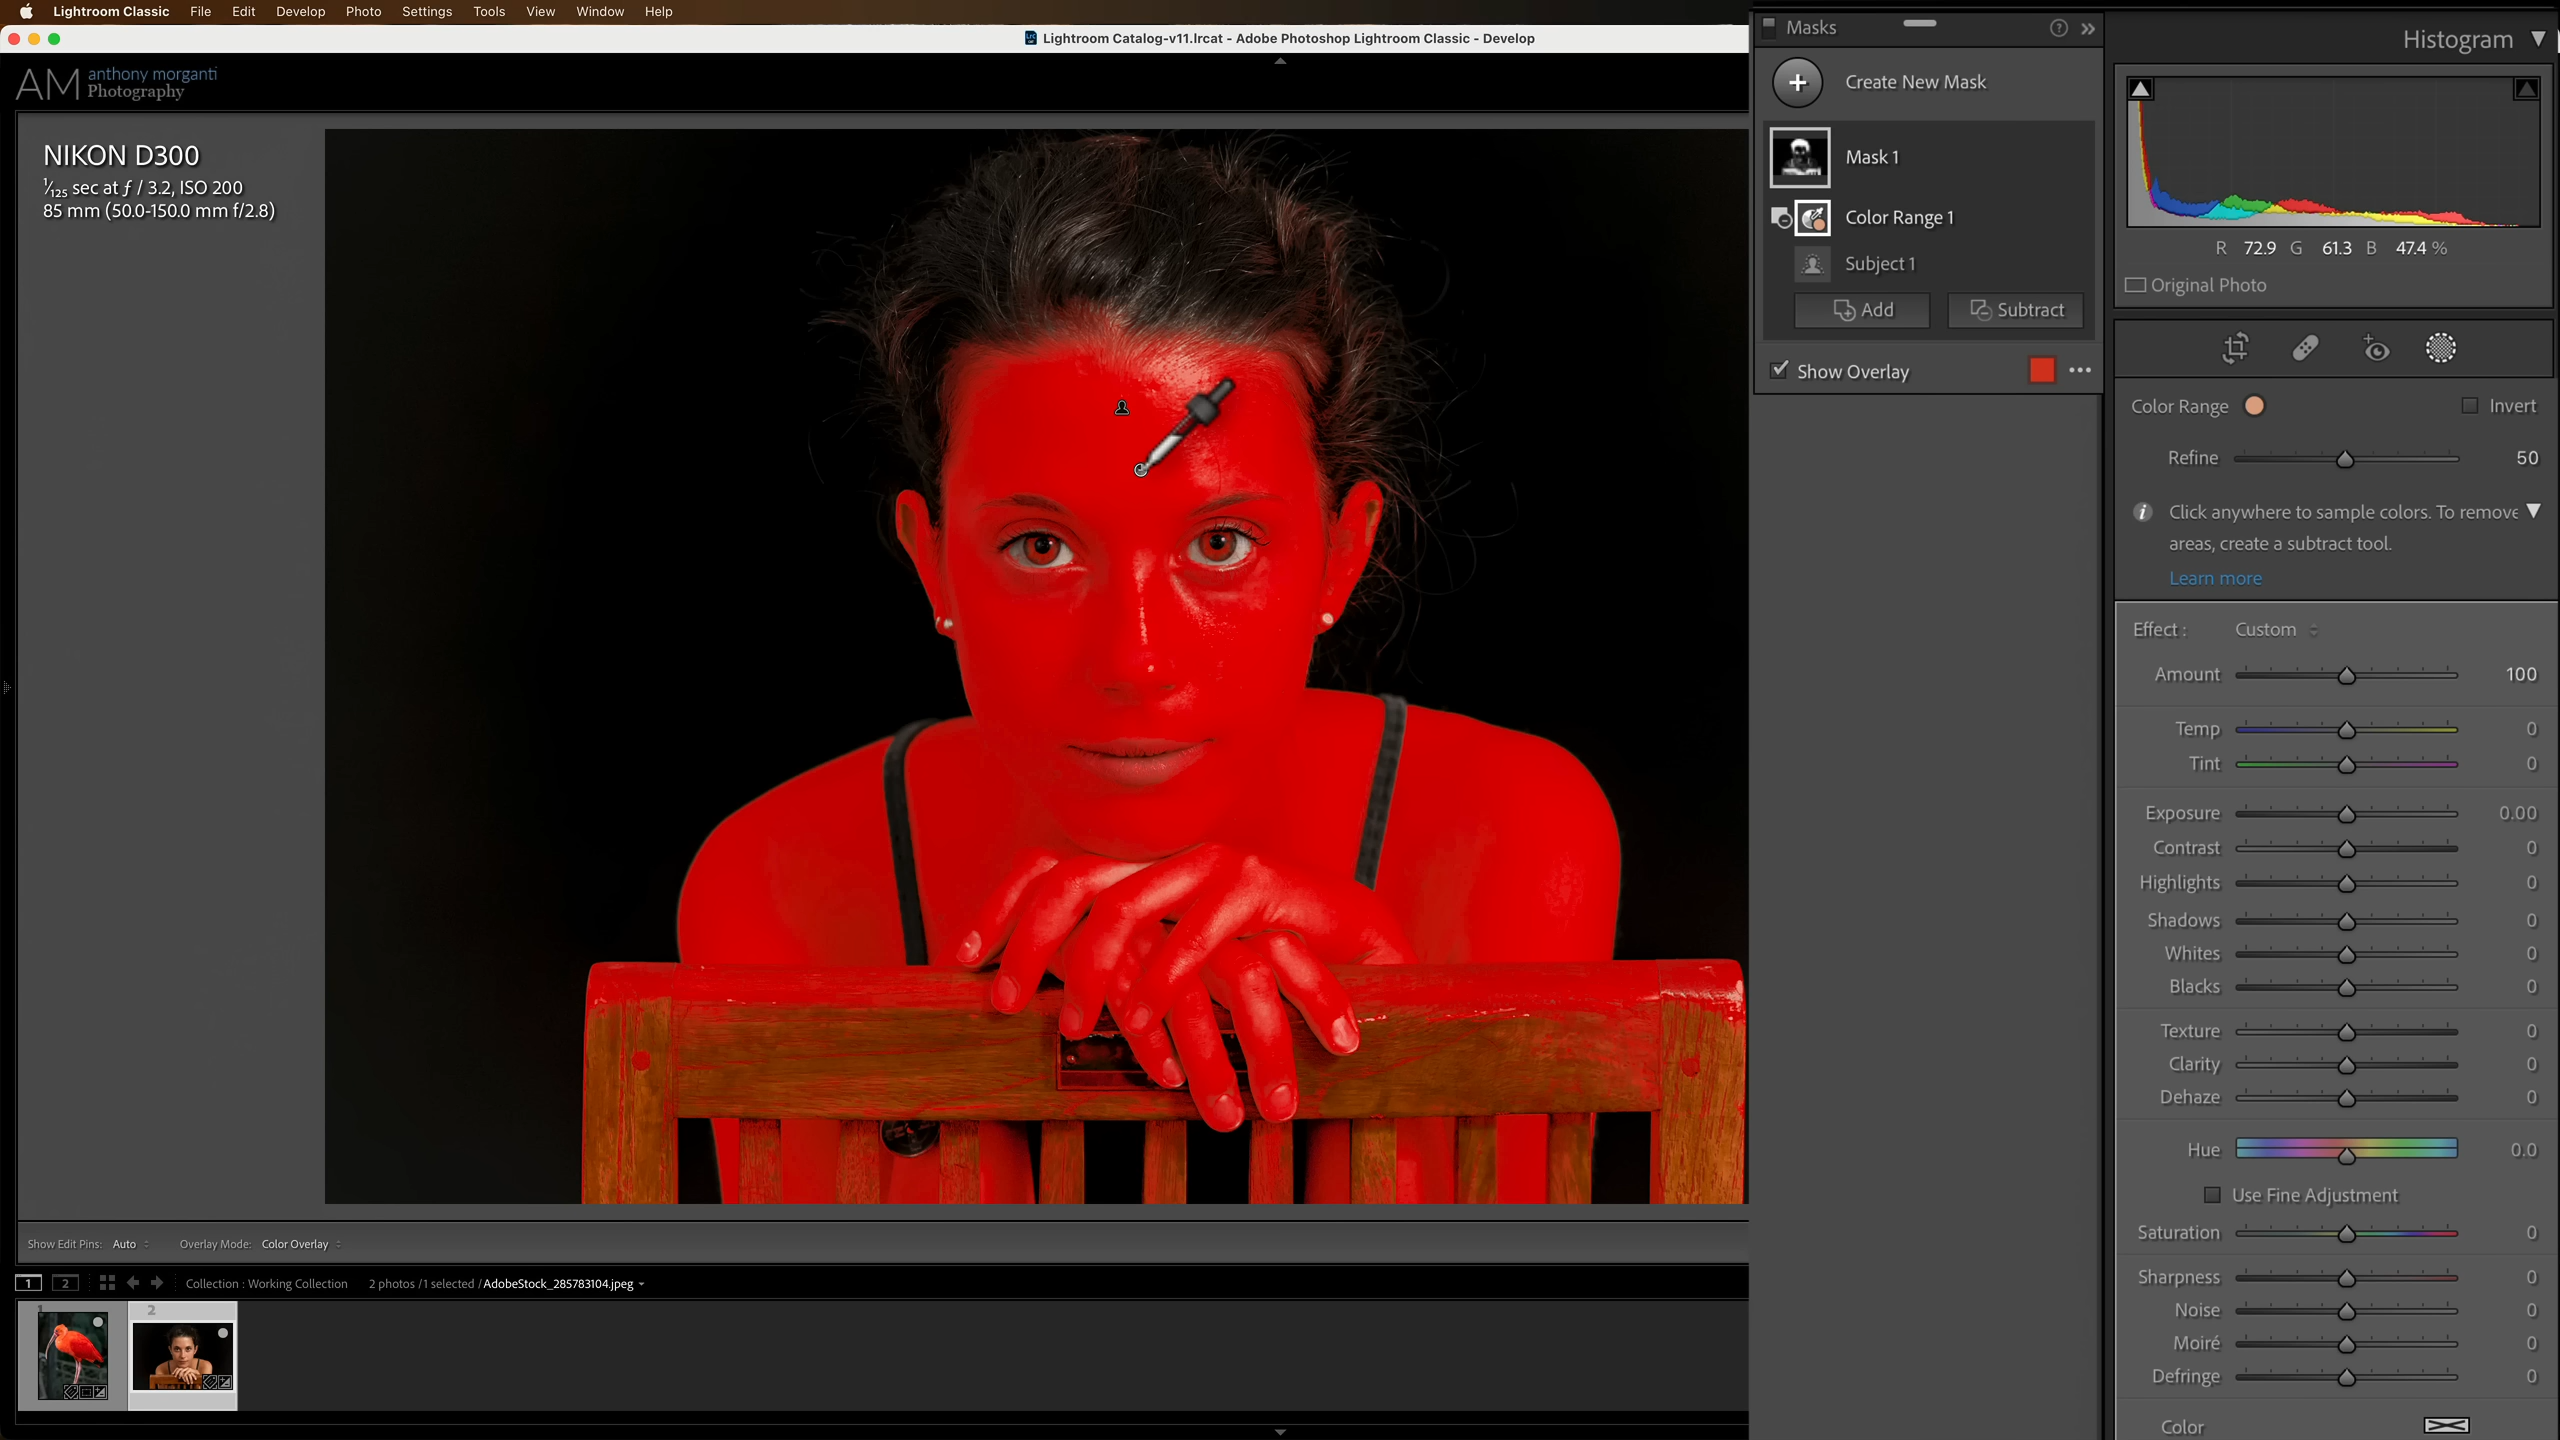 Lightroom Classic File Edit Develop Photo Settings Tools View Window Help
Lightroom Catalog-v11.lrcat - Adobe Photoshop Lightroom Classic - Develop
AM anthony morganti
Photography
NIKON D300
1/125 sec at ƒ / 3.2, ISO 200
85 mm (50.0-150.0 mm f/2.8)
Masks
Create New Mask
Mask 1
Color Range 1
Subject 1
Add Subtract
Show Overlay
Histogram
R 72.9 G 61.3 B 47.4 %
Original Photo
Color Range Invert
Refine 50
Click anywhere to sample colors. To remove
areas, create a subtract tool.
Learn more
Effect : Custom
Amount 100
Temp 0
Tint 0
Exposure 0.00
Contrast 0
Highlights 0
Shadows 0
Whites 0
Blacks 0
Texture 0
Clarity 0
Dehaze 0
Hue 0.0
Use Fine Adjustment
Saturation 0
Sharpness 0
Noise 0
Moiré 0
Defringe 0
Color
Show Edit Pins: Auto Overlay Mode: Color Overlay
1 2 Collection : Working Collection 2 photos /1 selected /AdobeStock_285783104.jpeg
1 2